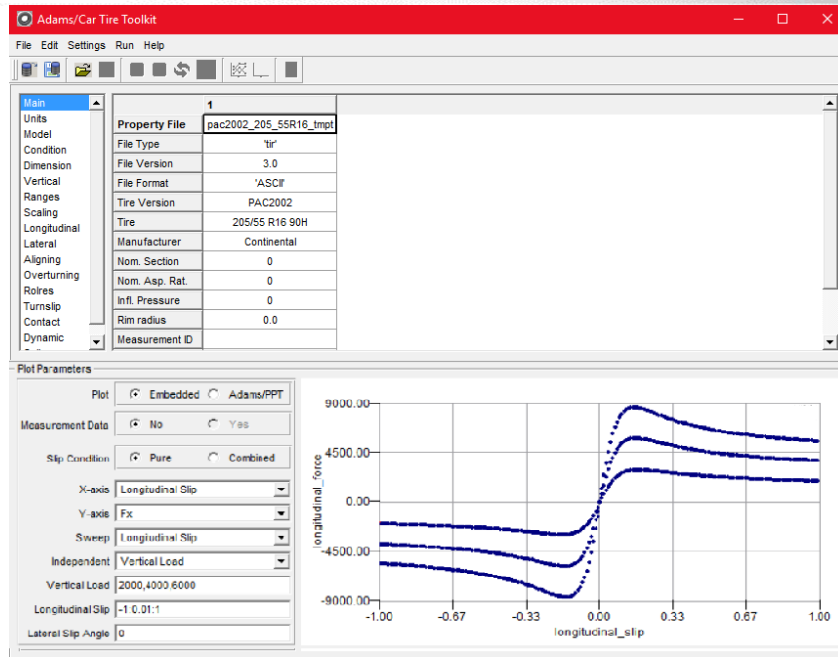 Adams/Car Tire Toolkit
File Edit Settings Run Help
Main
Units
Model
Condition
Dimension
Vertical
Ranges
Scaling
Longitudinal
Lateral
Aligning
Overturning
Rolres
Turnslip
Contact
Dynamic
1
Property File pac2002_205_55R16_tmpt
File Type 'tir'
File Version 3.0
File Format 'ASCII'
Tire Version PAC2002
Tire 205/55 R16 90H
Manufacturer Continental
Nom. Section 0
Nom. Asp. Rat. 0
Infl. Pressure 0
Rim radius 0.0
Measurement ID
Plot Parameters
Plot Embedded Adams/PPT
Measurement Data No Yes
Slip Condition Pure Combined
X-axis Longitudinal Slip
Y-axis Fx
Sweep Longitudinal Slip
Independent Vertical Load
Vertical Load 2000,4000,6000
Longitudinal Slip -1:0.01:1
Lateral Slip Angle 0
longitudinal_force
9000.00
4500.00
0.00
-4500.00
-9000.00
-1.00 -0.67 -0.33 0.00 0.33 0.67 1.00
longitudinal_slip